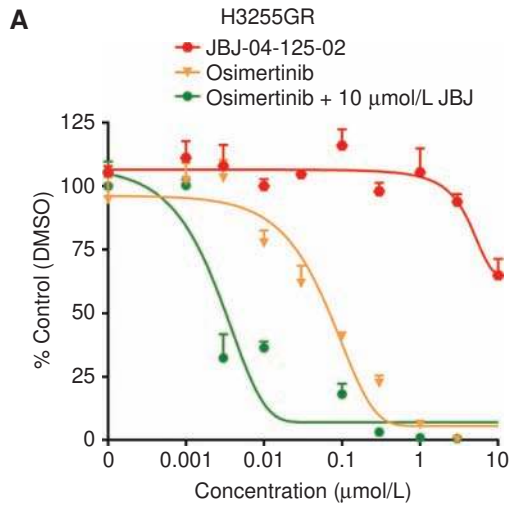 A
H3255GR
JBJ-04-125-02
Osimertinib
Osimertinib + 10 μmol/L JBJ
125
100
75
50
25
0
% Control (DMSO)
0 0.001 0.01 0.1 1 10
Concentration (μmol/L)